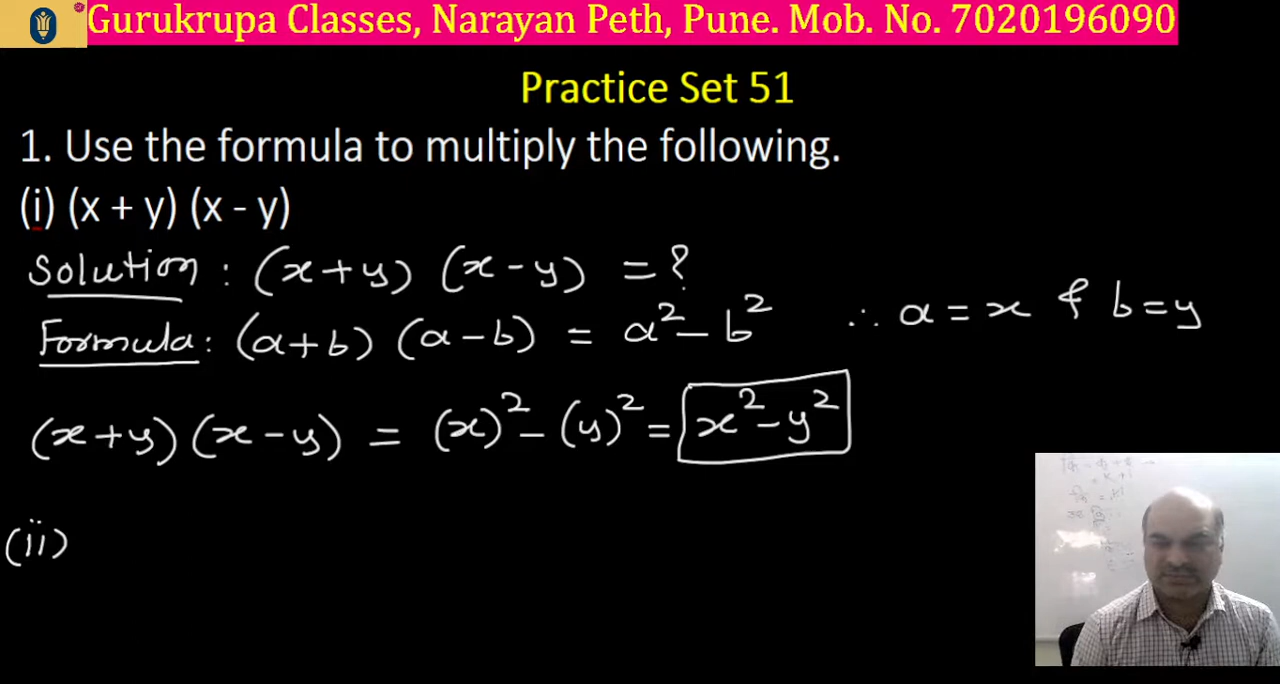 Gurukrupa Classes, Narayan Peth, Pune. Mob. No. 7020196090
Practice Set 51
1. Use the formula to multiply the following.
(i) (x + y) (x - y)
Solution : (x+y) (x-y) = ?
Formula : (a+b) (a-b) = a²-b² ∴ a = x & b = y
(x+y) (x-y) = (x)² - (y)² = x²-y²
(ii)